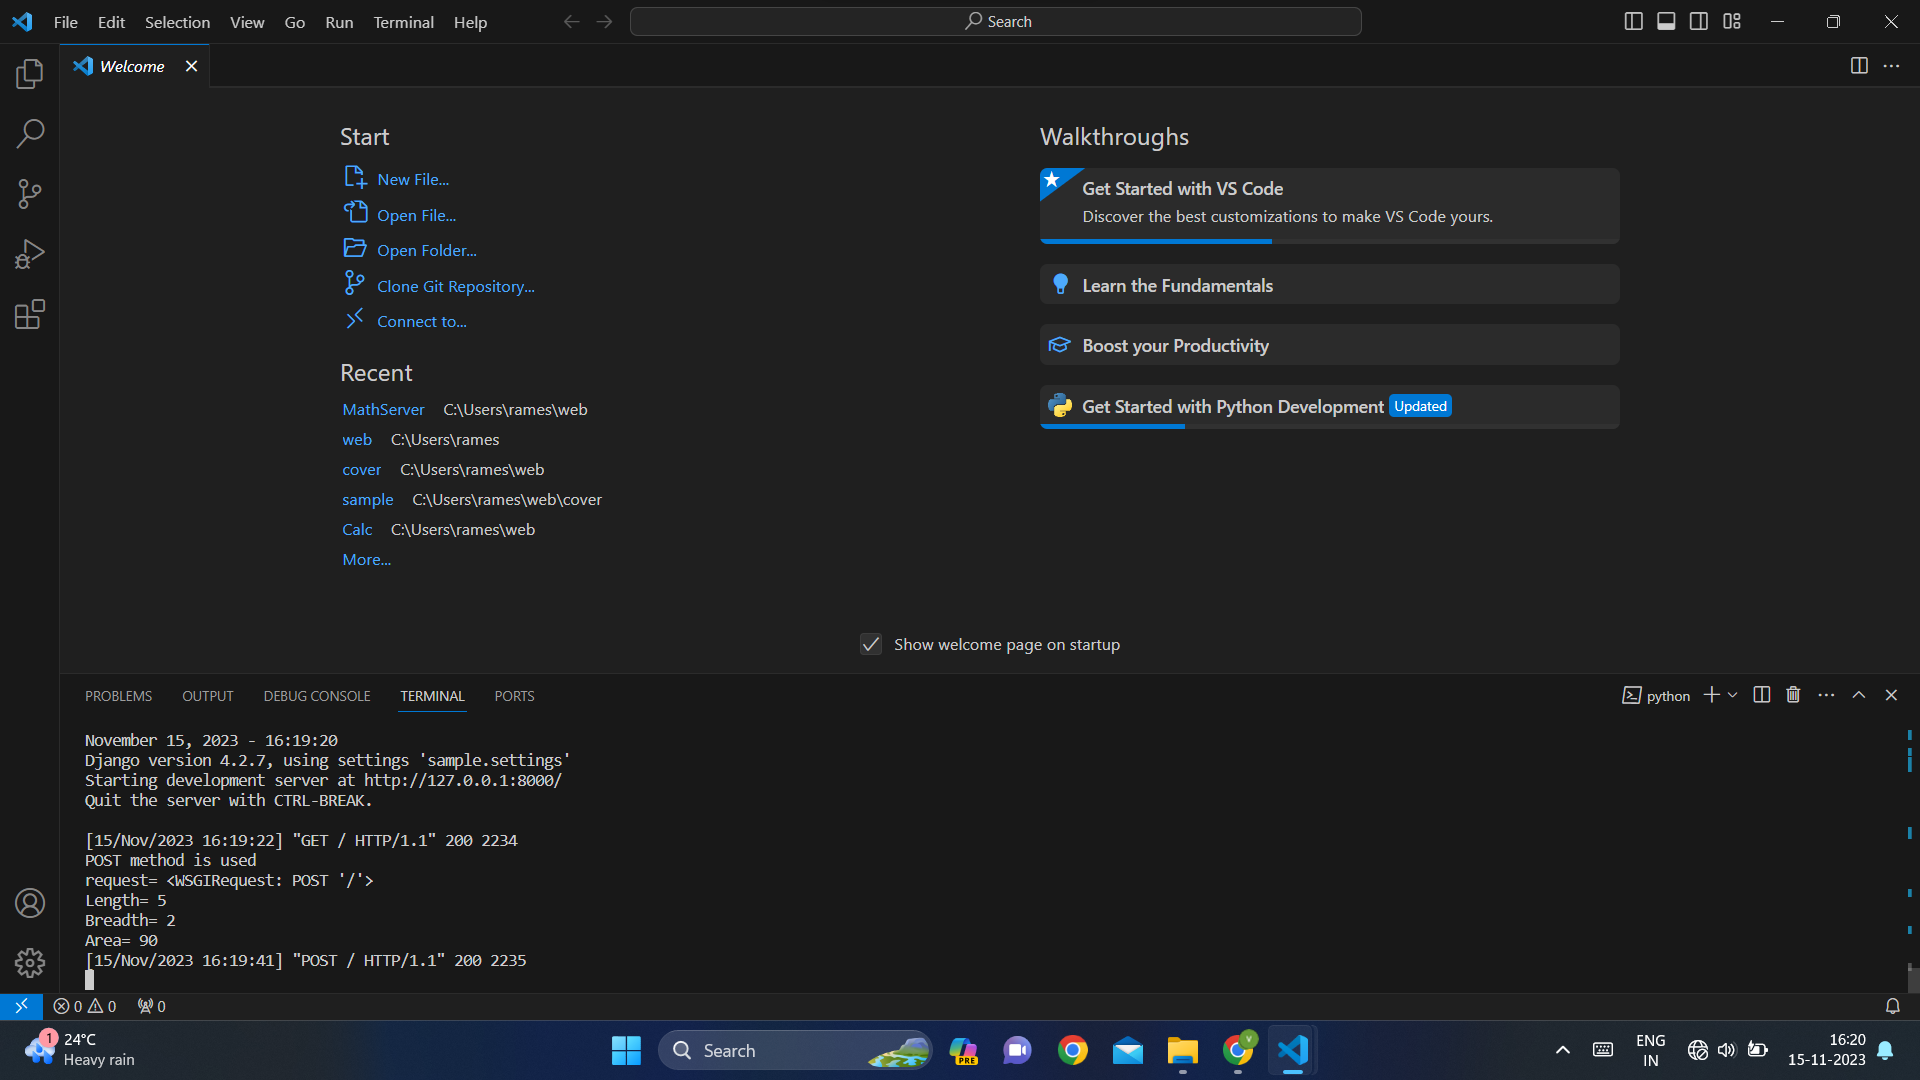 File Edit Selection View Go Run Terminal Help
Search
Welcome
Start
New File...
Open File...
Open Folder...
Clone Git Repository...
Connect to...
Recent
MathServer C:\Users\rames\web
web C:\Users\rames
cover C:\Users\rames\web
sample C:\Users\rames\web\cover
Calc C:\Users\rames\web
More...
Walkthroughs
Get Started with VS Code
Discover the best customizations to make VS Code yours.
Learn the Fundamentals
Boost your Productivity
Get Started with Python Development Updated
Show welcome page on startup
PROBLEMS OUTPUT DEBUG CONSOLE TERMINAL PORTS
python
November 15, 2023 - 16:19:20
Django version 4.2.7, using settings 'sample.settings'
Starting development server at http://127.0.0.1:8000/
Quit the server with CTRL-BREAK.
[15/Nov/2023 16:19:22] "GET / HTTP/1.1" 200 2234
POST method is used
request= <WSGIRequest: POST '/'>
Length= 5
Breadth= 2
Area= 90
[15/Nov/2023 16:19:41] "POST / HTTP/1.1" 200 2235
0 0 0
1
24°C
Heavy rain
Search
PRE
V
ENG
IN
16:20
15-11-2023